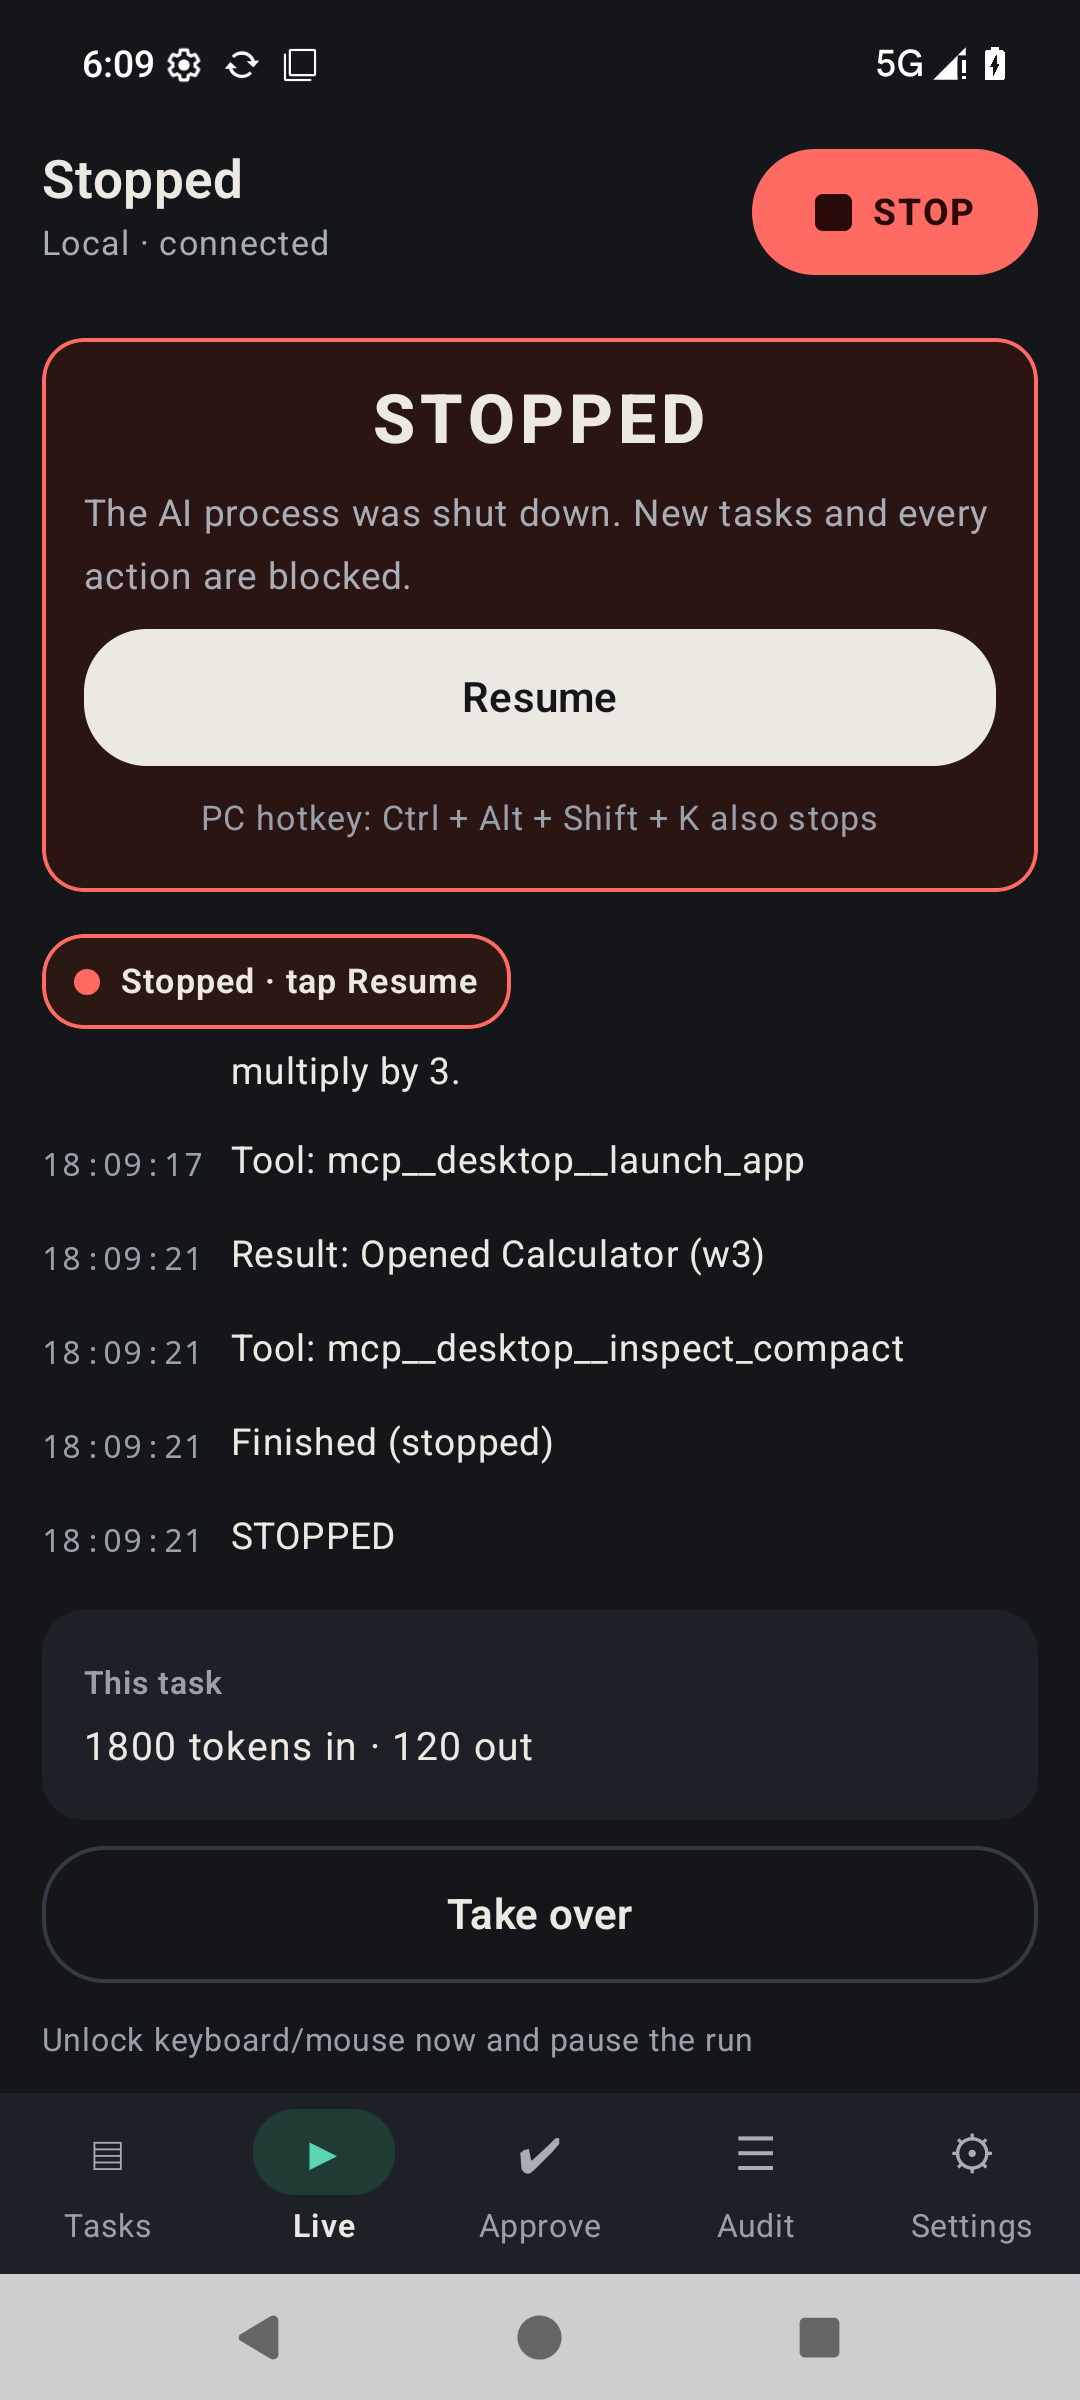 6:09
5G
Stopped
Local · connected
STOP
STOPPED
The AI process was shut down. New tasks and every
action are blocked.
Resume
PC hotkey: Ctrl + Alt + Shift + K also stops
Stopped · tap Resume
multiply by 3.
18:09:17 Tool: mcp__desktop__launch_app
18:09:21 Result: Opened Calculator (w3)
18:09:21 Tool: mcp__desktop__inspect_compact
18:09:21 Finished (stopped)
18:09:21 STOPPED
This task
1800 tokens in · 120 out
Take over
Unlock keyboard/mouse now and pause the run
Tasks
Live
Approve
Audit
Settings